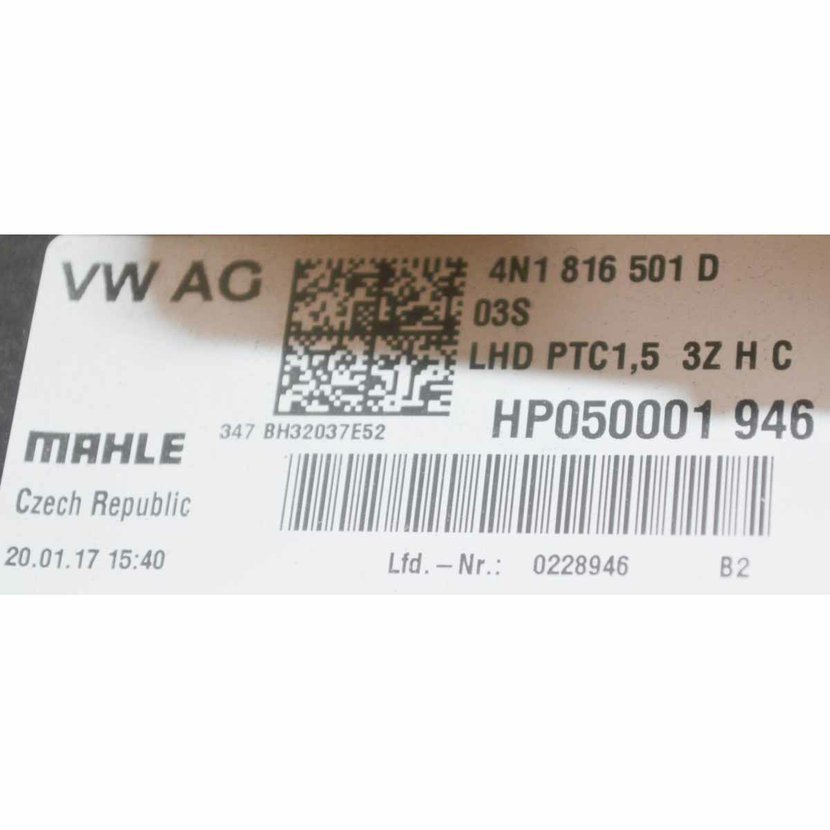 VW AG
4N1 816 501 D
03S
LHD PTC1,5 3Z H C
HP050001 946
347 BH32037E52
MAHLE
Czech Republic
20.01.17 15:40
Lfd.-Nr.: 0228946 B2